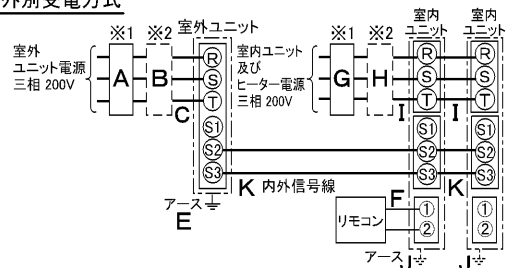 外別受電方式
※1 ※2 室外ユニット
室外
ユニット電源
三相 200V
A B C
R
S
T
S1
S2
S3
アース
E
室内ユニット
及び
ヒーター電源
三相 200V
※1 ※2
G H
室内
ユニット
室内
ユニット
R
S
T
I
S1
S2
S3
①
②
R
S
T
I
S1
S2
S3
①
②
K 内外信号線
K
F
リモコン
アース J
J